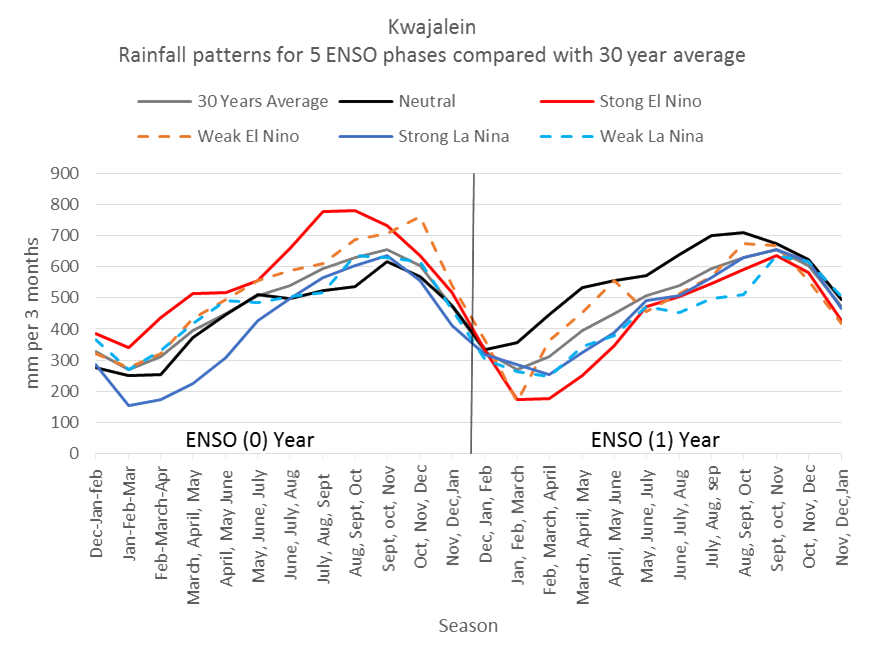 Kwajalein
Rainfall patterns for 5 ENSO phases compared with 30 year average
30 Years Average
Neutral
Stong El Nino
Weak El Nino
Strong La Nina
Weak La Nina
900
800
700
600
500
400
300
200
100
0
mm per 3 months
ENSO (0) Year
ENSO (1) Year
Dec-Jan-feb
Jan-Feb-Mar
Feb-March-Apr
March, April, May
April, May June
May, June, July
June, July, Aug
July, Aug, Sept
Aug, Sept, Oct
Sept, oct, Nov
Oct, Nov, Dec
Nov, Dec,Jan
Dec, Jan, Feb
Jan, Feb, March
Feb, March, April
March, April, May
April, May June
May, June, July
June, July, Aug
July, Aug, sep
Aug, Sept, Oct
Sept, oct, Nov
Oct, Nov, Dec
Nov, Dec,Jan
Season